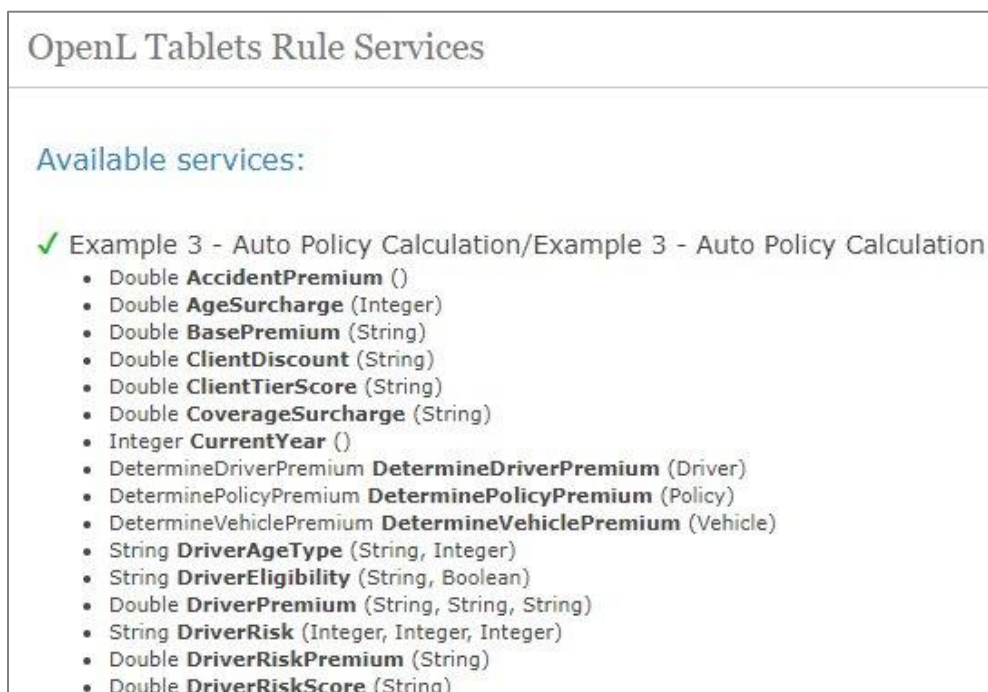 OpenL Tablets Rule Services
Available services:
✓ Example 3 - Auto Policy Calculation/Example 3 - Auto Policy Calculation
• Double AccidentPremium ()
• Double AgeSurcharge (Integer)
• Double BasePremium (String)
• Double ClientDiscount (String)
• Double ClientTierScore (String)
• Double CoverageSurcharge (String)
• Integer CurrentYear ()
• DetermineDriverPremium DetermineDriverPremium (Driver)
• DeterminePolicyPremium DeterminePolicyPremium (Policy)
• DetermineVehiclePremium DetermineVehiclePremium (Vehicle)
• String DriverAgeType (String, Integer)
• String DriverEligibility (String, Boolean)
• Double DriverPremium (String, String, String)
• String DriverRisk (Integer, Integer, Integer)
• Double DriverRiskPremium (String)
• Double DriverRiskScore (String)